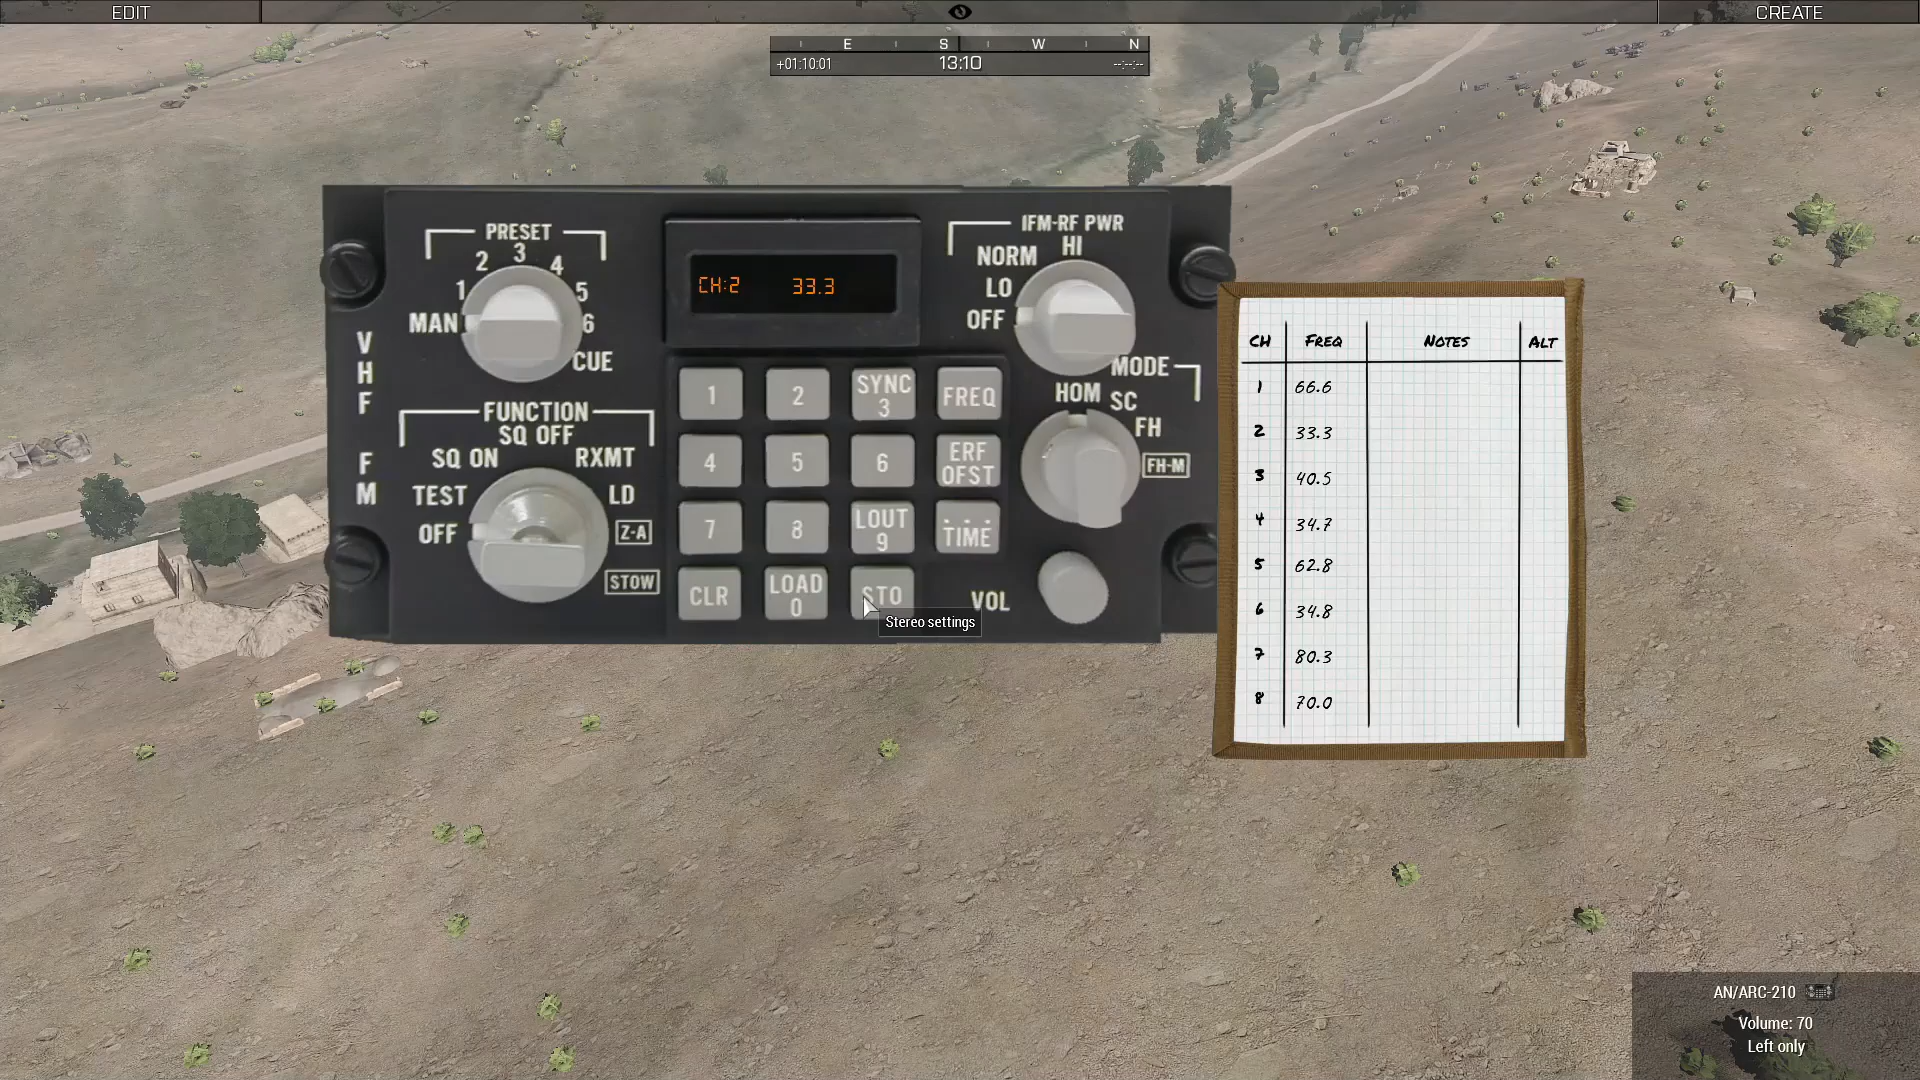 EDIT
CREATE
E S W N
+01:10:01 13:10 --:--:--
PRESET
1 2 3 4 5 6
MAN
CUE
VHF FM
FUNCTION
SQ OFF
SQ ON
RXMT
TEST
LD
OFF
Z-A
STOW
CH:2 33.3
1 2 SYNC 3 FREQ
4 5 6 ERF OFST
7 8 LOUT 9 TIME
CLR LOAD 0 STO
Stereo settings
IFM-RF PWR
NORM HI
LO
OFF
MODE
HOM SC
FH
FH-M
VOL
CH FREQ NOTES ALT
1 66.6
2 33.3
3 40.5
4 34.7
5 62.8
6 34.8
7 80.3
8 70.0
AN/ARC-210
Volume: 70
Left only